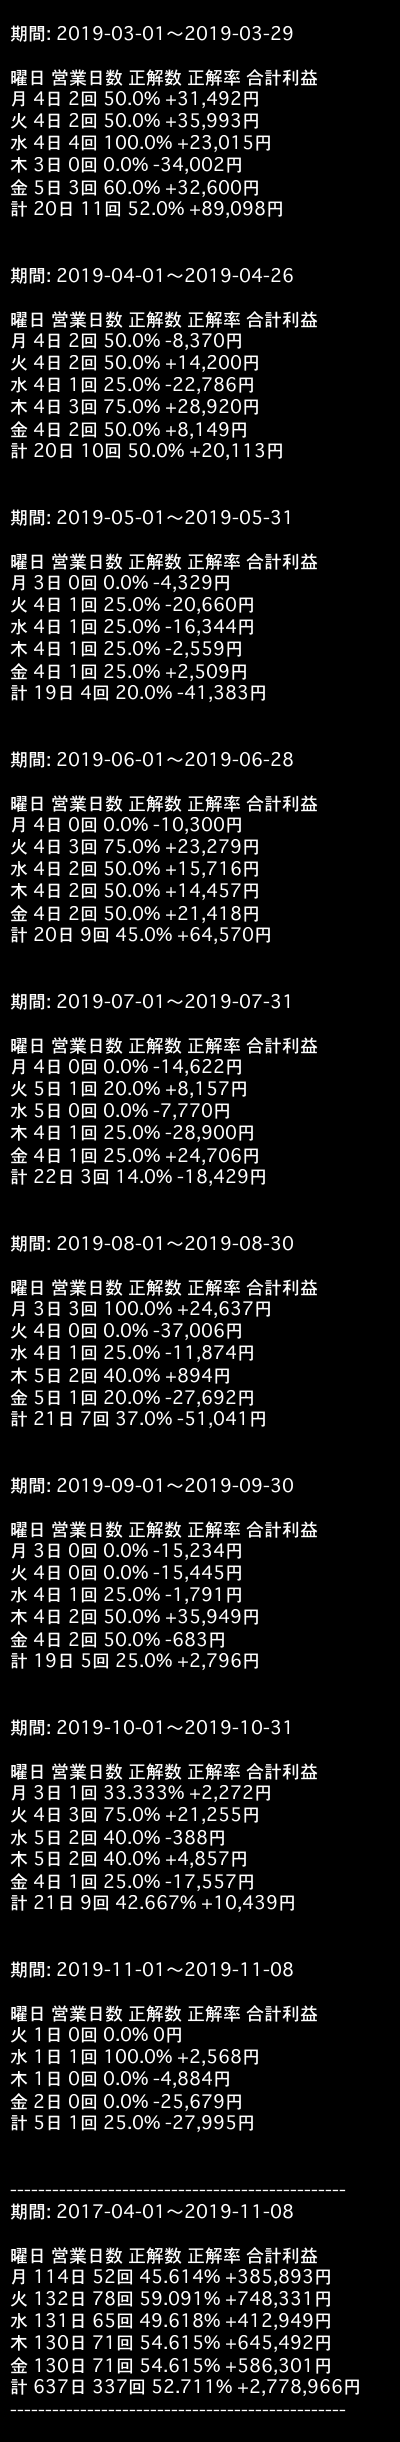 期間: 2019-03-01〜2019-03-29
曜日 営業日数 正解数 正解率 合計利益
月 4日 2回 50.0% +31,492円
火 4日 2回 50.0% +35,993円
水 4日 4回 100.0% +23,015円
木 3日 0回 0.0% -34,002円
金 5日 3回 60.0% +32,600円
計 20日 11回 52.0% +89,098円
期間: 2019-04-01〜2019-04-26
曜日 営業日数 正解数 正解率 合計利益
月 4日 2回 50.0% -8,370円
火 4日 2回 50.0% +14,200円
水 4日 1回 25.0% -22,786円
木 4日 3回 75.0% +28,920円
金 4日 2回 50.0% +8,149円
計 20日 10回 50.0% +20,113円
期間: 2019-05-01〜2019-05-31
曜日 営業日数 正解数 正解率 合計利益
月 3日 0回 0.0% -4,329円
火 4日 1回 25.0% -20,660円
水 4日 1回 25.0% -16,344円
木 4日 1回 25.0% -2,559円
金 4日 1回 25.0% +2,509円
計 19日 4回 20.0% -41,383円
期間: 2019-06-01〜2019-06-28
曜日 営業日数 正解数 正解率 合計利益
月 4日 0回 0.0% -10,300円
火 4日 3回 75.0% +23,279円
水 4日 2回 50.0% +15,716円
木 4日 2回 50.0% +14,457円
金 4日 2回 50.0% +21,418円
計 20日 9回 45.0% +64,570円
期間: 2019-07-01〜2019-07-31
曜日 営業日数 正解数 正解率 合計利益
月 4日 0回 0.0% -14,622円
火 5日 1回 20.0% +8,157円
水 5日 0回 0.0% -7,770円
木 4日 1回 25.0% -28,900円
金 4日 1回 25.0% +24,706円
計 22日 3回 14.0% -18,429円
期間: 2019-08-01〜2019-08-30
曜日 営業日数 正解数 正解率 合計利益
月 3日 3回 100.0% +24,637円
火 4日 0回 0.0% -37,006円
水 4日 1回 25.0% -11,874円
木 5日 2回 40.0% +894円
金 5日 1回 20.0% -27,692円
計 21日 7回 37.0% -51,041円
期間: 2019-09-01〜2019-09-30
曜日 営業日数 正解数 正解率 合計利益
月 3日 0回 0.0% -15,234円
火 4日 0回 0.0% -15,445円
水 4日 1回 25.0% -1,791円
木 4日 2回 50.0% +35,949円
金 4日 2回 50.0% -683円
計 19日 5回 25.0% +2,796円
期間: 2019-10-01〜2019-10-31
曜日 営業日数 正解数 正解率 合計利益
月 3日 1回 33.333% +2,272円
火 4日 3回 75.0% +21,255円
水 5日 2回 40.0% -388円
木 5日 2回 40.0% +4,857円
金 4日 1回 25.0% -17,557円
計 21日 9回 42.667% +10,439円
期間: 2019-11-01〜2019-11-08
曜日 営業日数 正解数 正解率 合計利益
火 1日 0回 0.0% 0円
水 1日 1回 100.0% +2,568円
木 1日 0回 0.0% -4,884円
金 2日 0回 0.0% -25,679円
計 5日 1回 25.0% -27,995円
------------------------------------------------
期間: 2017-04-01〜2019-11-08
曜日 営業日数 正解数 正解率 合計利益
月 114日 52回 45.614% +385,893円
火 132日 78回 59.091% +748,331円
水 131日 65回 49.618% +412,949円
木 130日 71回 54.615% +645,492円
金 130日 71回 54.615% +586,301円
計 637日 337回 52.711% +2,778,966円
------------------------------------------------